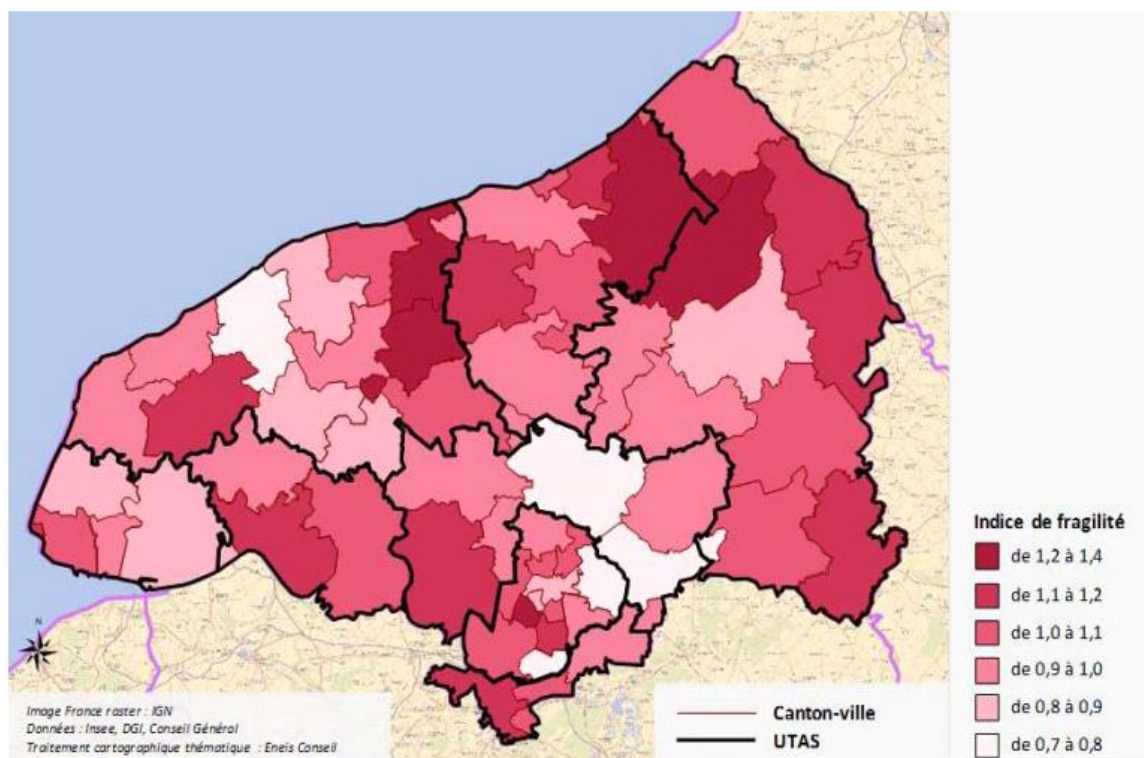 N
Image France raster : IGN
Données : Insee, DGI, Conseil Général
Traitement cartographique thématique : Eneis Conseil
Canton-ville
UTAS
Indice de fragilité
de 1,2 à 1,4
de 1,1 à 1,2
de 1,0 à 1,1
de 0,9 à 1,0
de 0,8 à 0,9
de 0,7 à 0,8